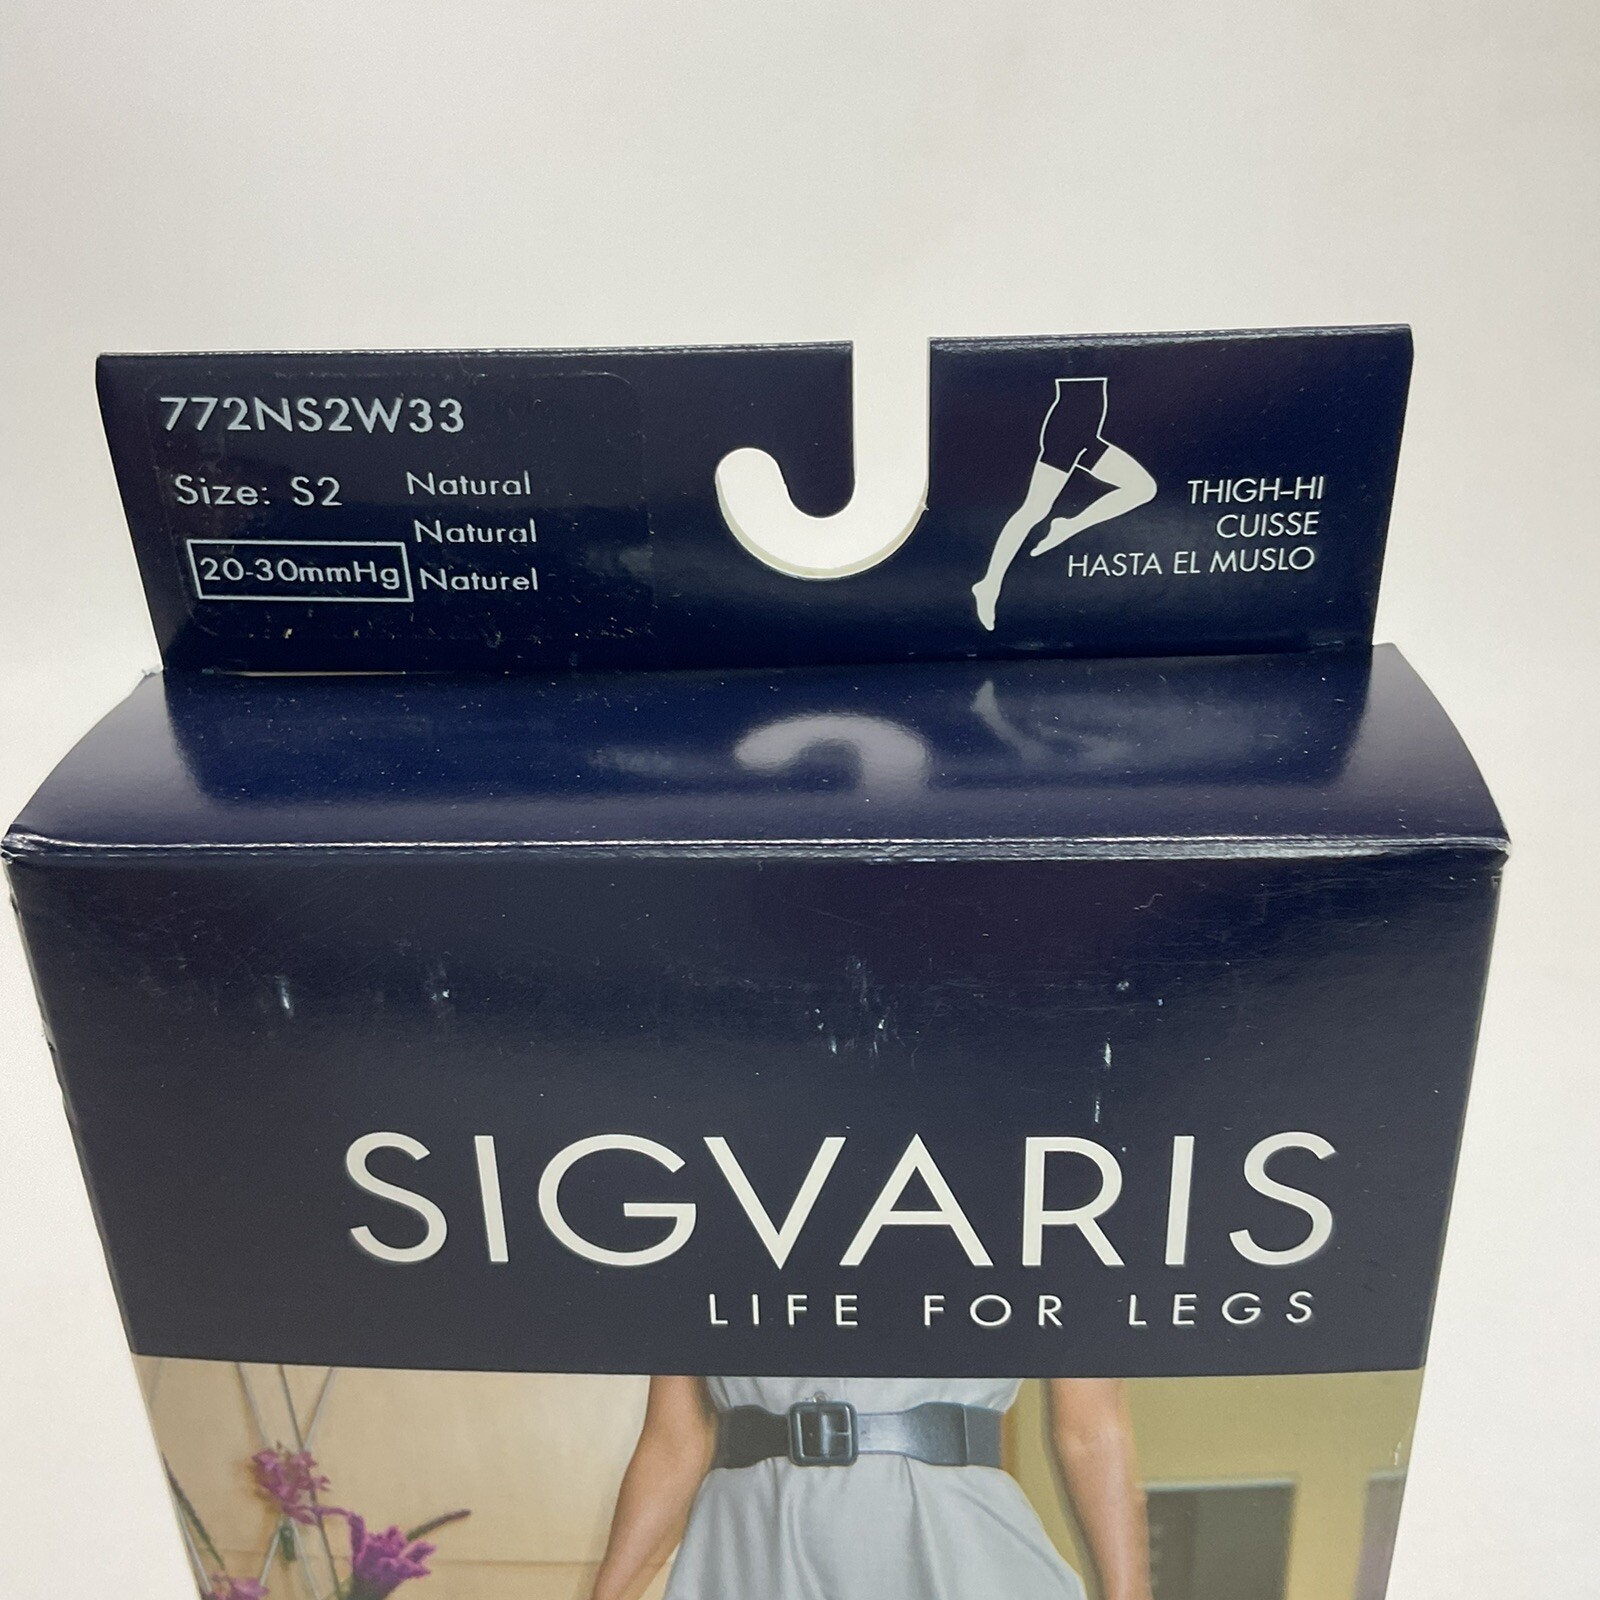 772NS2W33
Size: S2 Natural
Natural
20-30mmHg Naturel
THIGH-HI
CUISSE
HASTA EL MUSLO
SIGVARIS
LIFE FOR LEGS